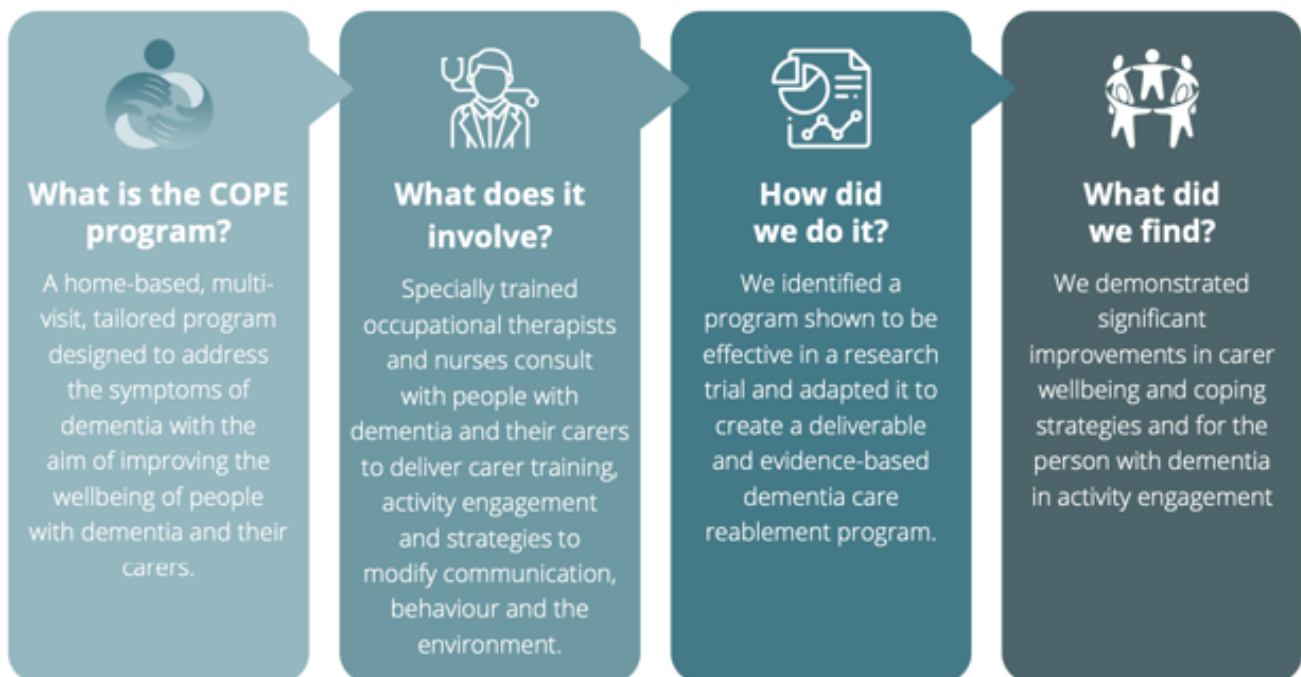 What is the COPE
program?
A home-based, multi-
visit, tailored program
designed to address
the symptoms of
dementia with the
aim of improving the
wellbeing of people
with dementia and their
carers.
What does it
involve?
Specially trained
occupational therapists
and nurses consult
with people with
dementia and their carers
to deliver carer training,
activity engagement
and strategies to
modify communication,
behaviour and the
environment.
How did
we do it?
We identified a
program shown to be
effective in a research
trial and adapted it to
create a deliverable
and evidence-based
dementia care
reablement program.
What did
we find?
We demonstrated
significant
improvements in carer
wellbeing and coping
strategies and for the
person with dementia
in activity engagement